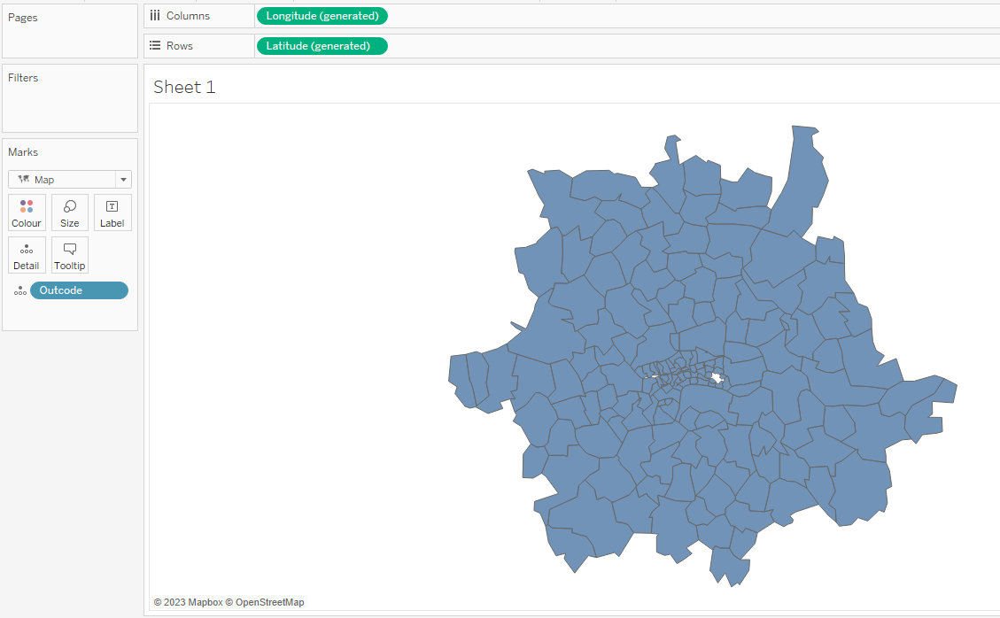 Pages
Columns
Longitude (generated)
Rows
Latitude (generated)
Filters
Sheet 1
Marks
Map
Colour
Size
Label
Detail
Tooltip
Outcode
© 2023 Mapbox © OpenStreetMap